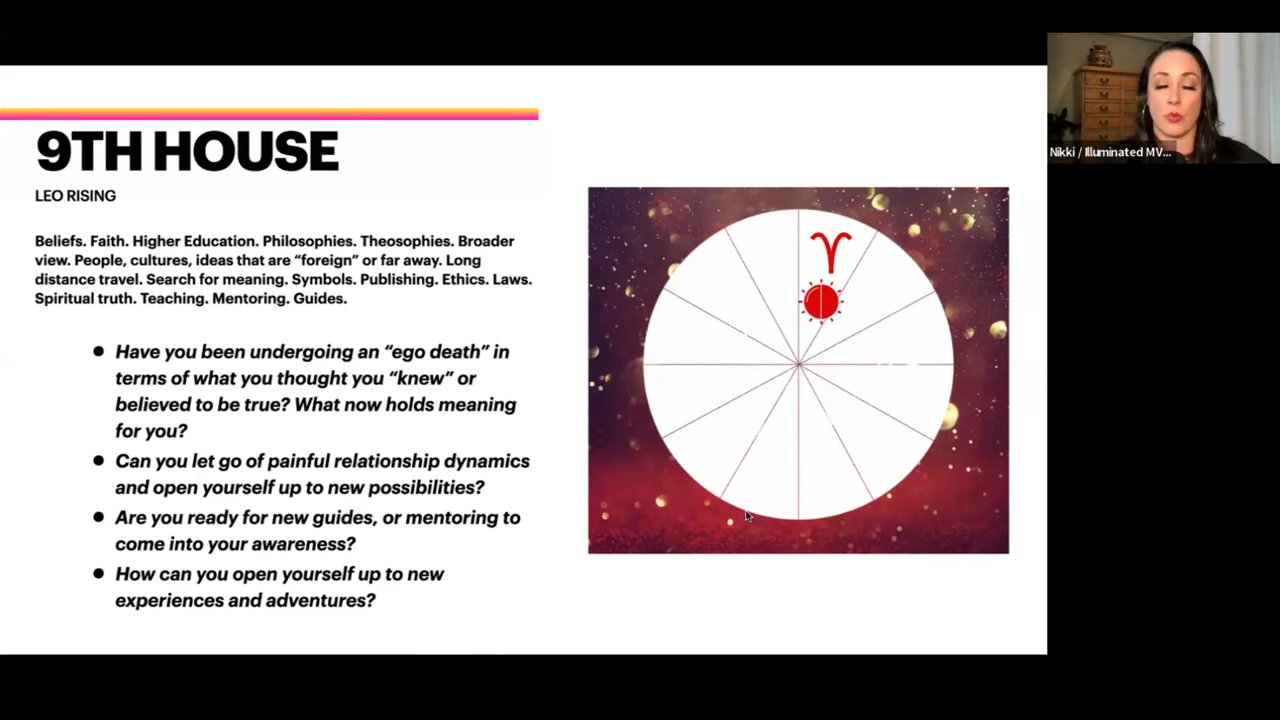 9TH HOUSE
LEO RISING
Beliefs. Faith. Higher Education. Philosophies. Theosophies. Broader
view. People, cultures, ideas that are “foreign” or far away. Long
distance travel. Search for meaning. Symbols. Publishing. Ethics. Laws.
Spiritual truth. Teaching. Mentoring. Guides.
● Have you been undergoing an “ego death” in
terms of what you thought you “knew” or
believed to be true? What now holds meaning
for you?
● Can you let go of painful relationship dynamics
and open yourself up to new possibilities?
● Are you ready for new guides, or mentoring to
come into your awareness?
● How can you open yourself up to new
experiences and adventures?
♈
Nikki / Illuminated MV...